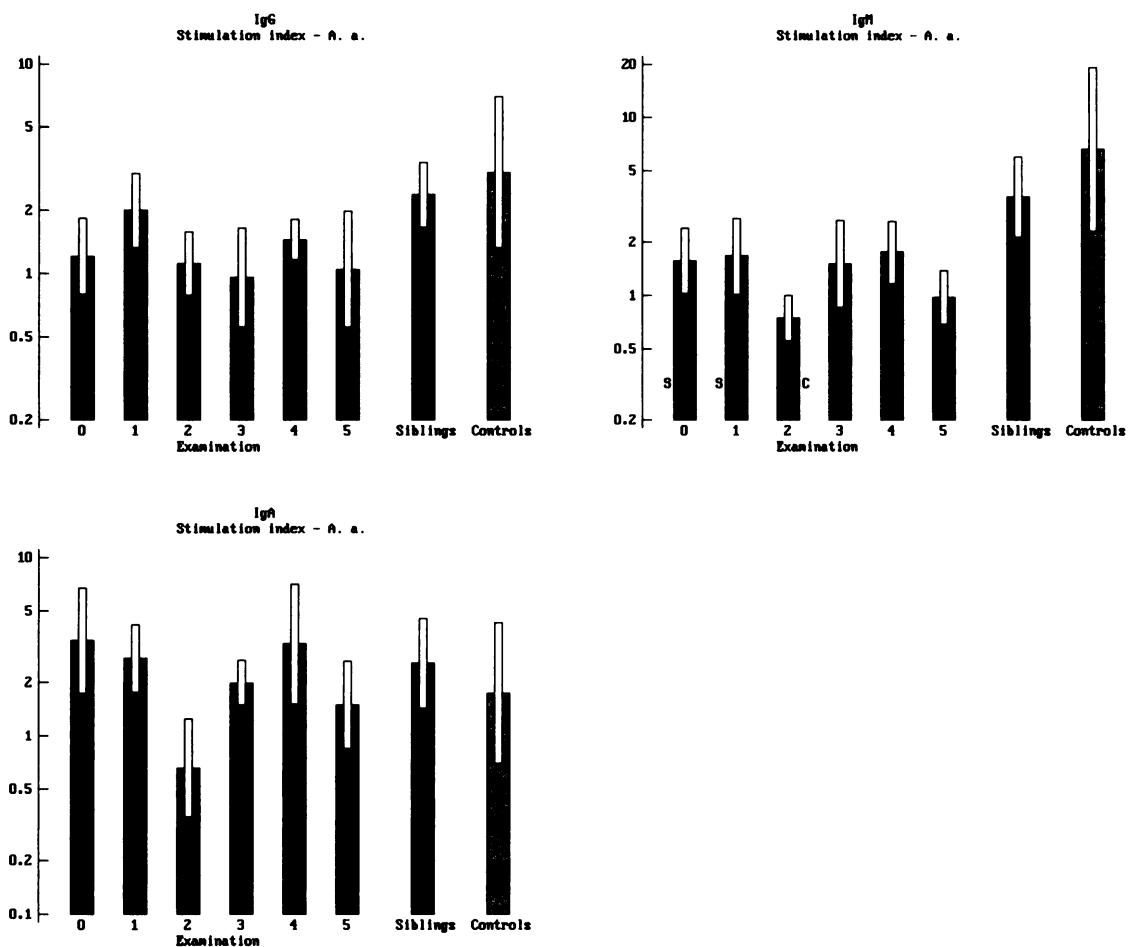 IgG
Stimulation index - A. a.
10
5
2
1
0.5
0.2
0 1 2 3 4 5 Siblings Controls
Examination
IgM
Stimulation index - A. a.
20
10
5
2
1
0.5
0.2
S S C
0 1 2 3 4 5 Siblings Controls
Examination
IgA
Stimulation index - A. a.
10
5
2
1
0.5
0.2
0.1
0 1 2 3 4 5 Siblings Controls
Examination